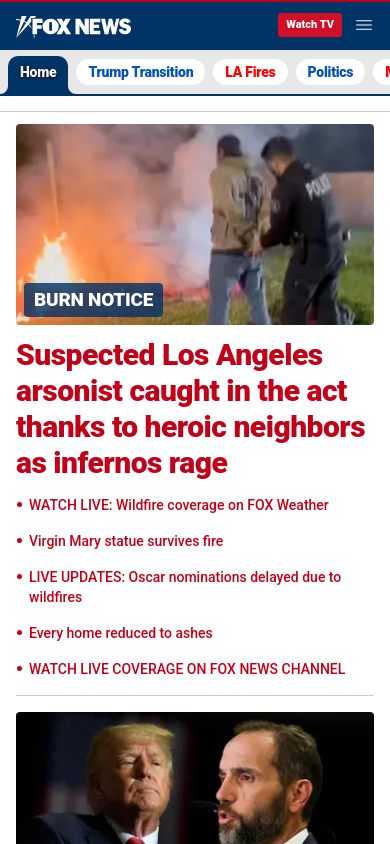 FOX NEWS
Watch TV
Home
Trump Transition
LA Fires
Politics
POLICE
BURN NOTICE
Suspected Los Angeles
arsonist caught in the act
thanks to heroic neighbors
as infernos rage
• WATCH LIVE: Wildfire coverage on FOX Weather
• Virgin Mary statue survives fire
• LIVE UPDATES: Oscar nominations delayed due to
wildfires
• Every home reduced to ashes
• WATCH LIVE COVERAGE ON FOX NEWS CHANNEL